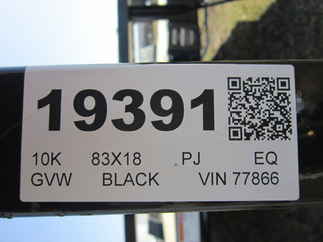 19391
10K 83X18 PJ EQ
GVW BLACK VIN 77866